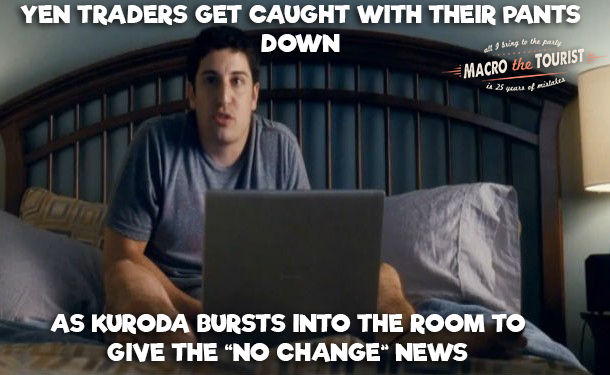 YEN TRADERS GET CAUGHT WITH THEIR PANTS
DOWN
all I bring to the party
MACRO the TOURIST
is 25 years of mistakes
AS KURODA BURSTS INTO THE ROOM TO
GIVE THE "NO CHANGE" NEWS